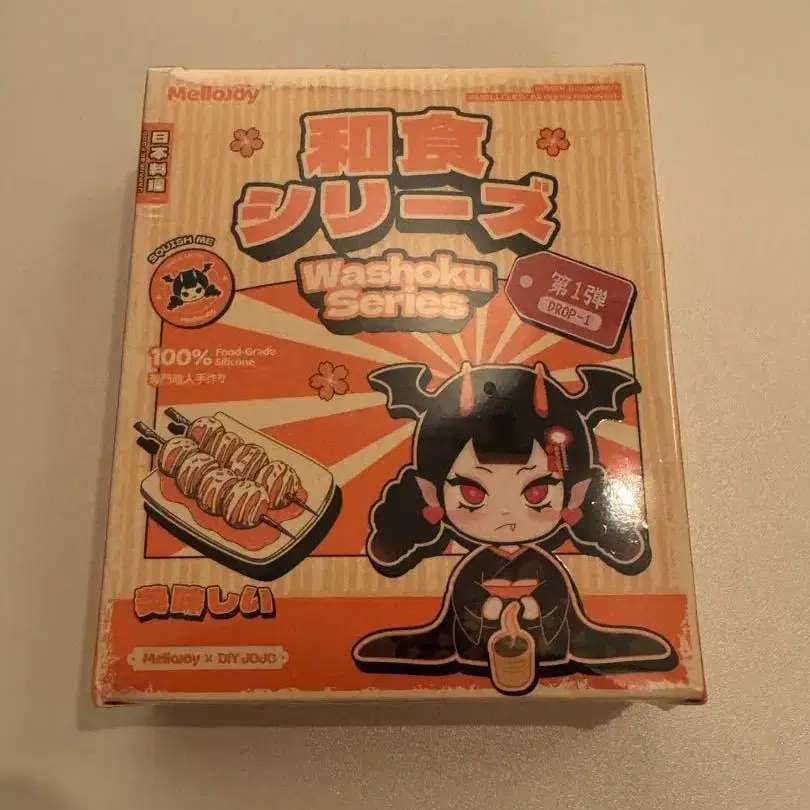 MelloJoy
日本料理
和食
シリーズ
SQUISH ME
Washoku
Series
第1弾
DROP-1
100% Food-Grade
Silicone
専門職人手作り
美味しい
MelloJoy × DIY JOJO